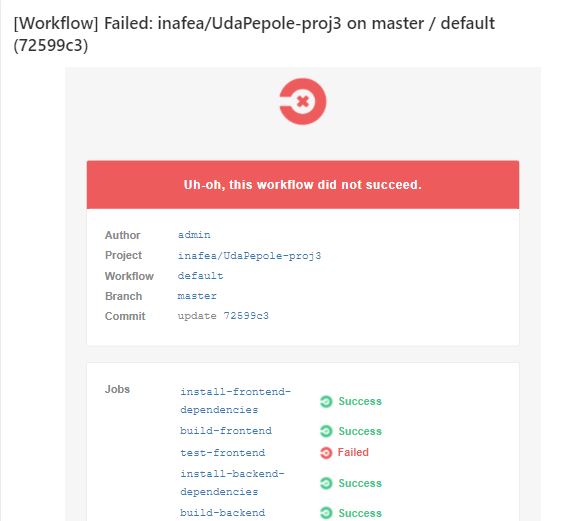 [Workflow] Failed: inafea/UdaPepole-proj3 on master / default
(72599c3)
Uh-oh, this workflow did not succeed.
Author admin
Project inafea/UdaPepole-proj3
Workflow default
Branch master
Commit update 72599c3
Jobs
install-frontend-
dependencies Success
build-frontend Success
test-frontend Failed
install-backend-
dependencies Success
build-backend Success